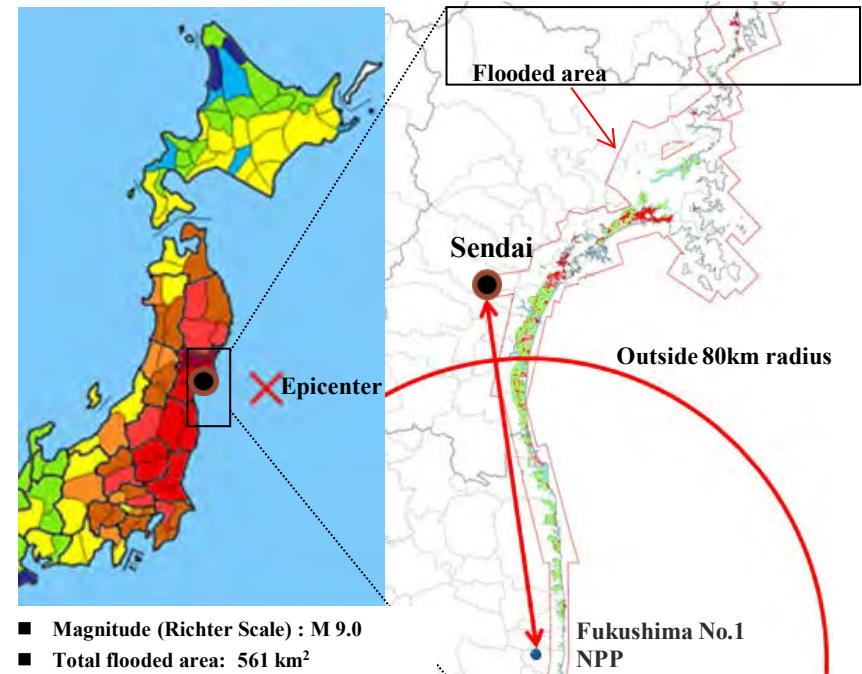 Flooded area
Sendai
Outside 80km radius
Epicenter
Fukushima No.1
NPP
■ Magnitude (Richter Scale) : M 9.0
■ Total flooded area: 561 km²